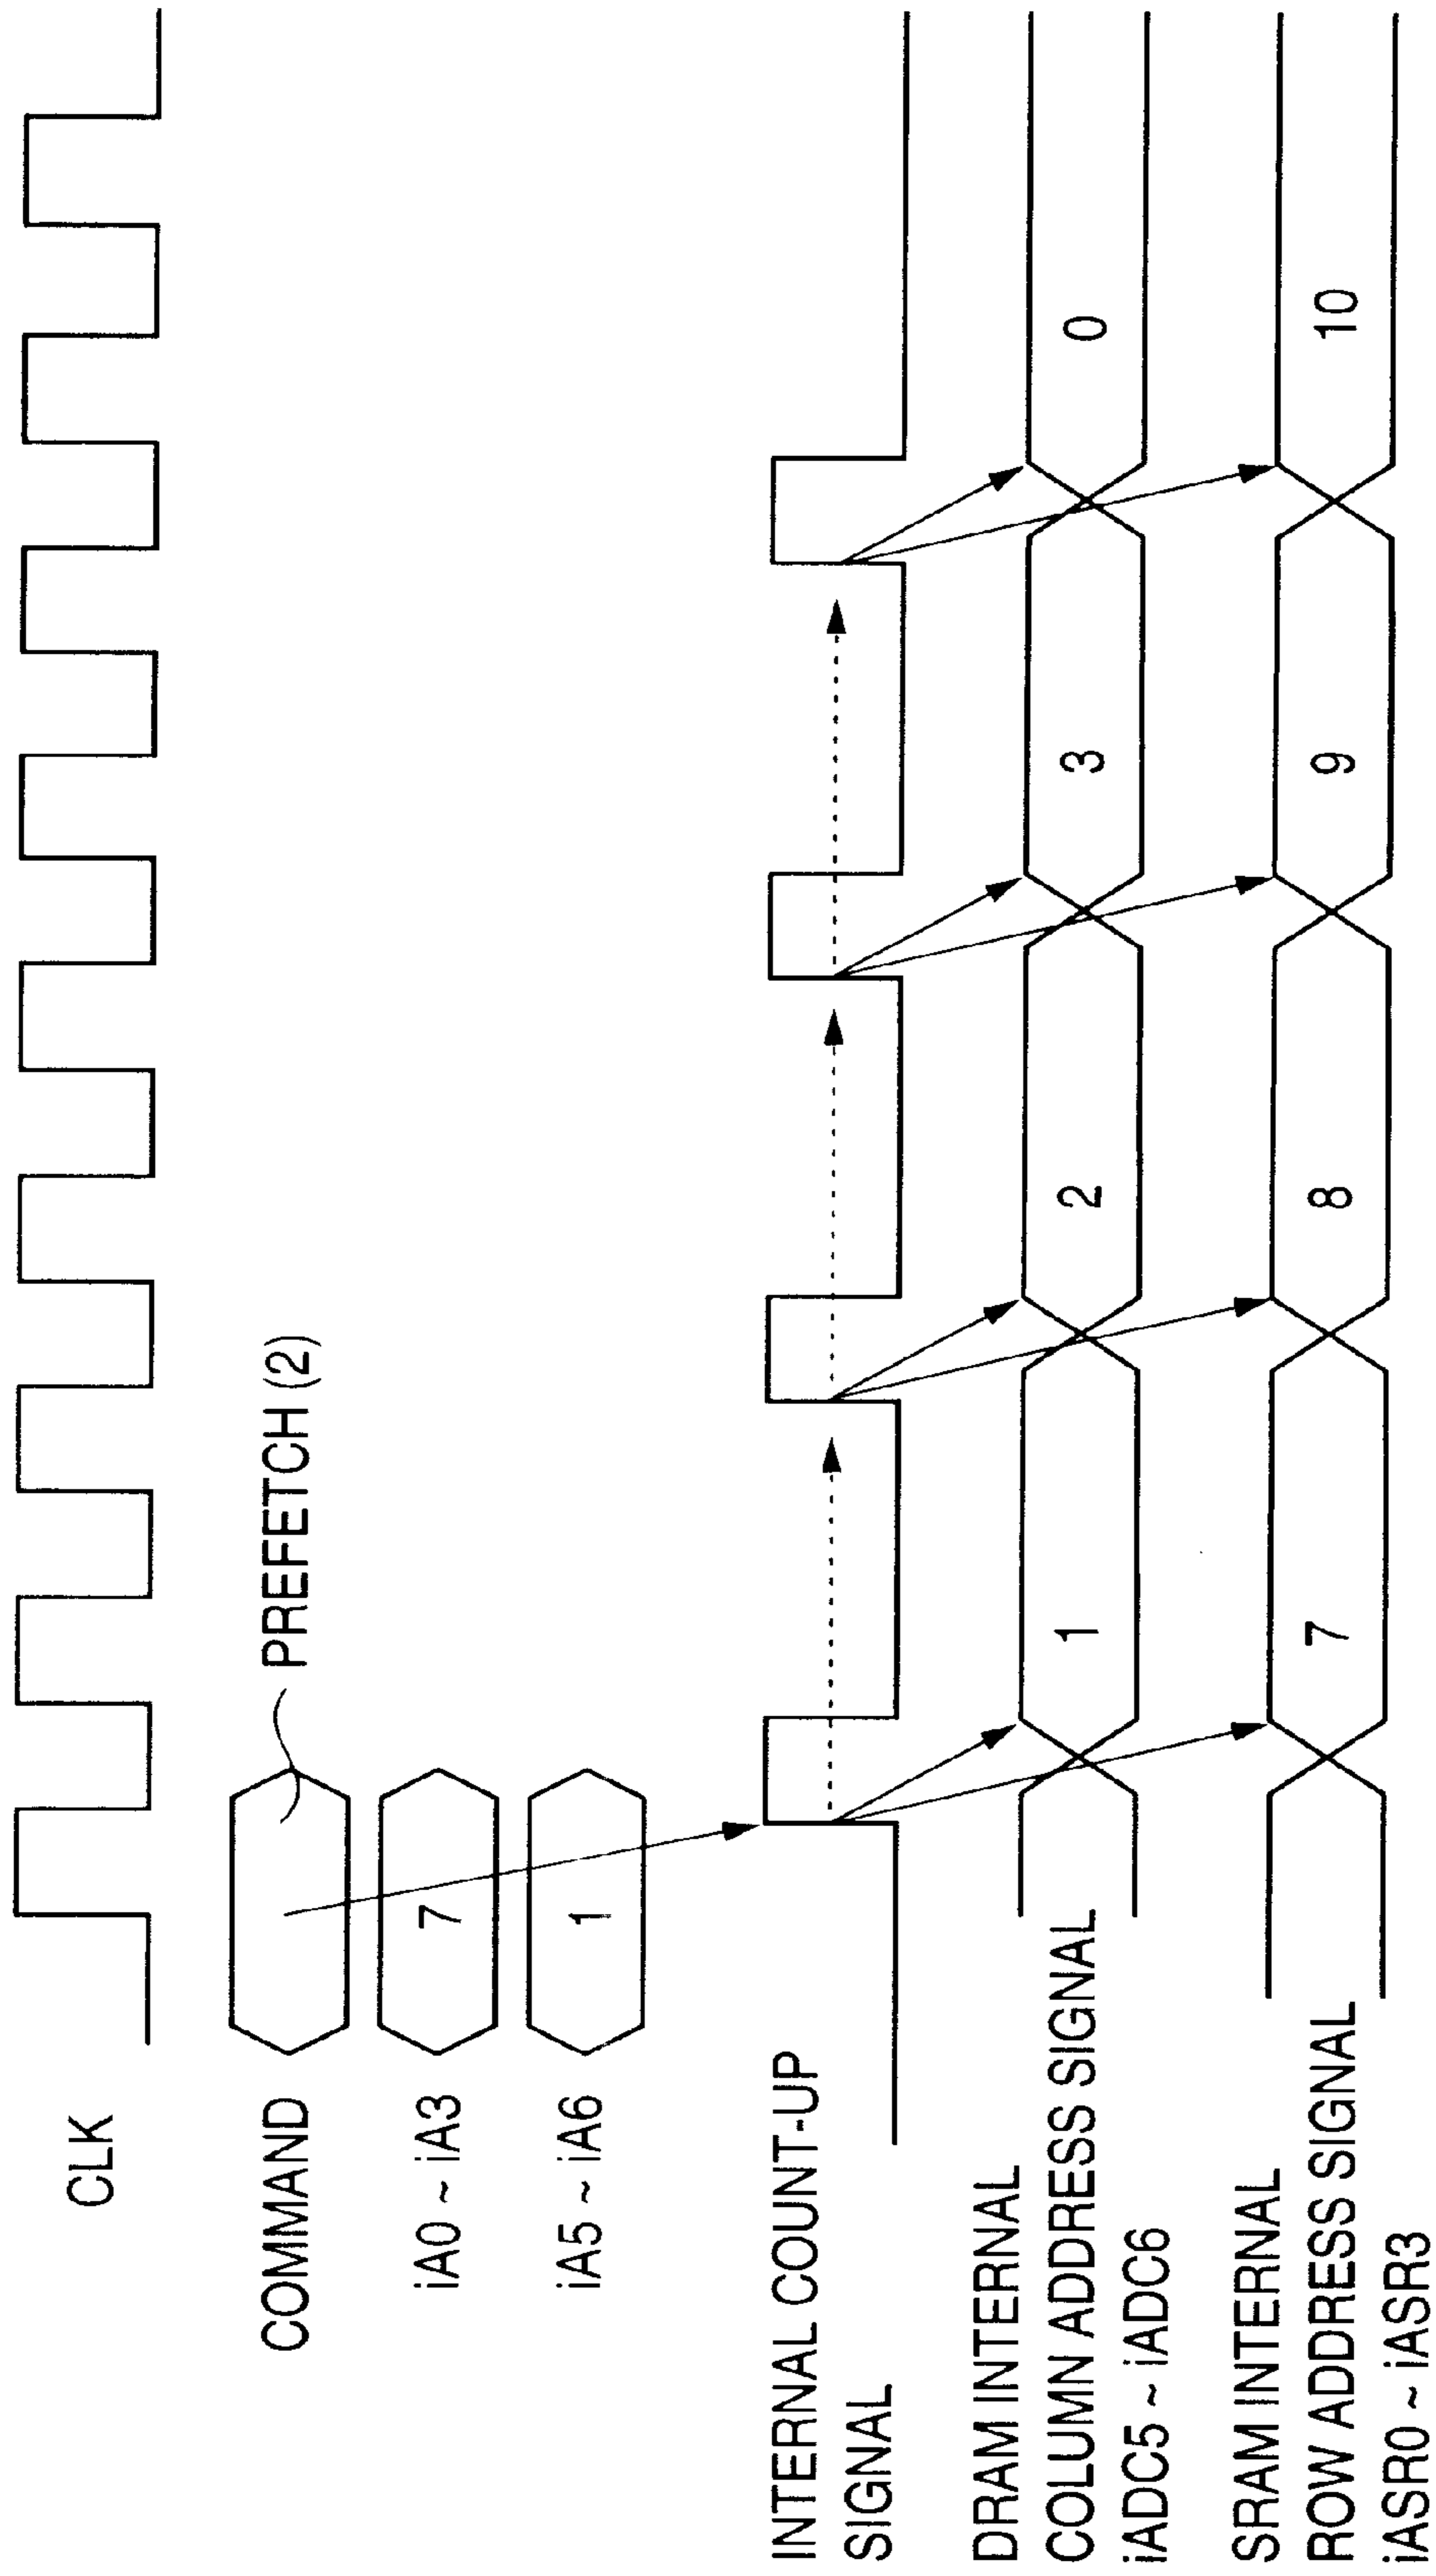 CLK
COMMAND
PREFETCH (2)
iA0 ~ iA3
7
iA5 ~ iA6
1
INTERNAL COUNT-UP
SIGNAL
DRAM INTERNAL
COLUMN ADDRESS SIGNAL
iADC5 ~ iADC6
1
2
3
0
SRAM INTERNAL
ROW ADDRESS SIGNAL
iASR0 ~ iASR3
7
8
9
10